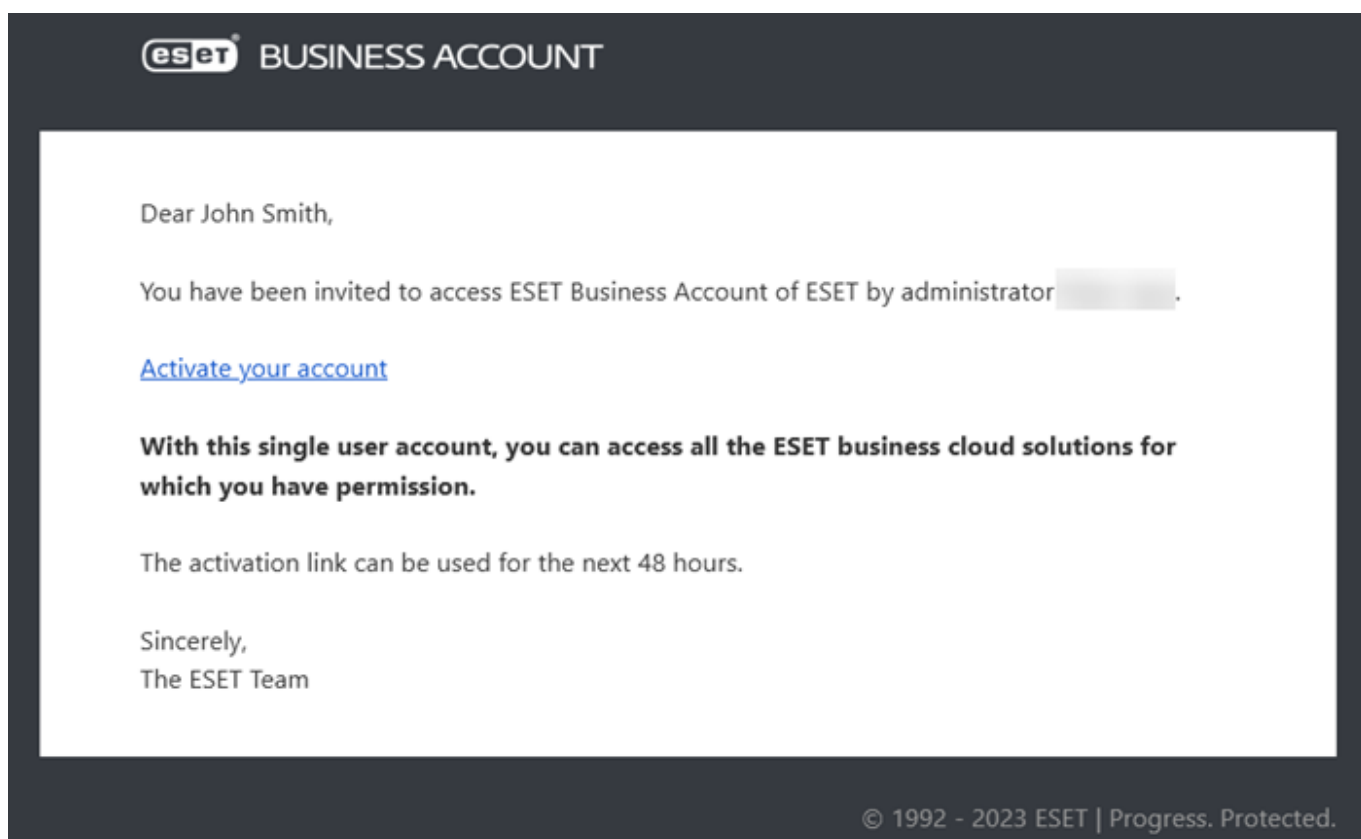 eset® BUSINESS ACCOUNT
Dear John Smith,
You have been invited to access ESET Business Account of ESET by administrator .
Activate your account
With this single user account, you can access all the ESET business cloud solutions for
which you have permission.
The activation link can be used for the next 48 hours.
Sincerely,
The ESET Team
© 1992 - 2023 ESET | Progress. Protected.